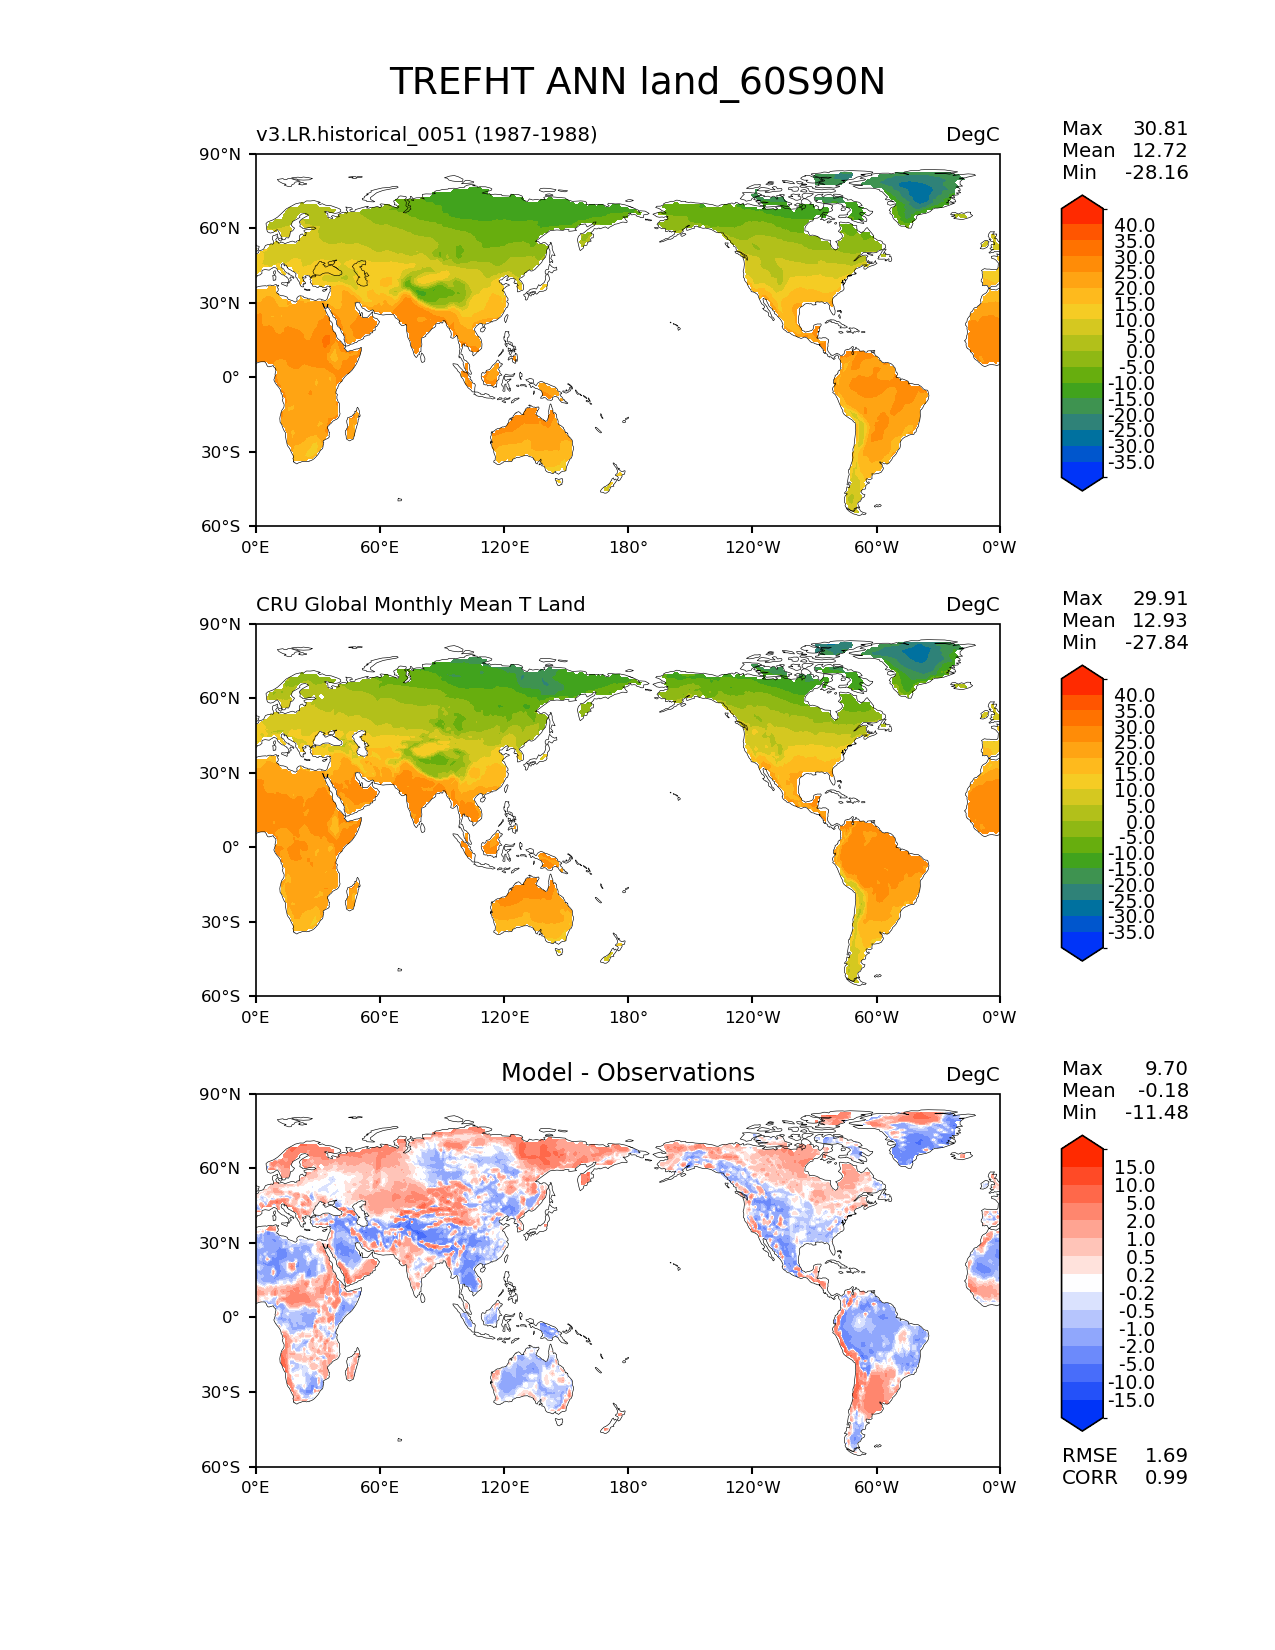 TREFHT ANN land_60S90N
v3.LR.historical_0051 (1987-1988)
DegC
Max 30.81
Mean 12.72
Min -28.16
90°N
60°N
30°N
0°
30°S
60°S
0°E
60°E
120°E
180°
120°W
60°W
0°W
40.0
35.0
30.0
25.0
20.0
15.0
10.0
5.0
0.0
-5.0
-10.0
-15.0
-20.0
-25.0
-30.0
-35.0
CRU Global Monthly Mean T Land
DegC
Max 29.91
Mean 12.93
Min -27.84
90°N
60°N
30°N
0°
30°S
60°S
0°E
60°E
120°E
180°
120°W
60°W
0°W
40.0
35.0
30.0
25.0
20.0
15.0
10.0
5.0
0.0
-5.0
-10.0
-15.0
-20.0
-25.0
-30.0
-35.0
Model - Observations
DegC
Max 9.70
Mean -0.18
Min -11.48
90°N
60°N
30°N
0°
30°S
60°S
0°E
60°E
120°E
180°
120°W
60°W
0°W
15.0
10.0
5.0
2.0
1.0
0.5
0.2
-0.2
-0.5
-1.0
-2.0
-5.0
-10.0
-15.0
RMSE 1.69
CORR 0.99